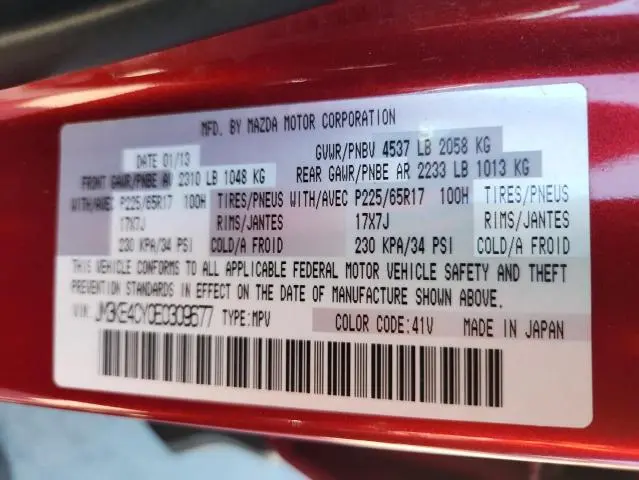 MFD. BY MAZDA MOTOR CORPORATION
DATE 01/13 GVWR/PNBV 4537 LB 2058 KG
FRONT GAWR/PNBE AV 2310 LB 1048 KG REAR GAWR/PNBE AR 2233 LB 1013 KG
WITH/AVEC P225/65R17 100H TIRES/PNEUS WITH/AVEC P225/65R17 100H TIRES/PNEUS
17X7J RIMS/JANTES 17X7J RIMS/JANTES
230 KPA/34 PSI COLD/A FROID 230 KPA/34 PSI COLD/A FROID
THIS VEHICLE CONFORMS TO ALL APPLICABLE FEDERAL MOTOR VEHICLE SAFETY AND THEFT
PREVENTION STANDARDS IN EFFECT ON THE DATE OF MANUFACTURE SHOWN ABOVE.
VIN: JM3KE4CY0E0309677 TYPE:MPV COLOR CODE:41V MADE IN JAPAN